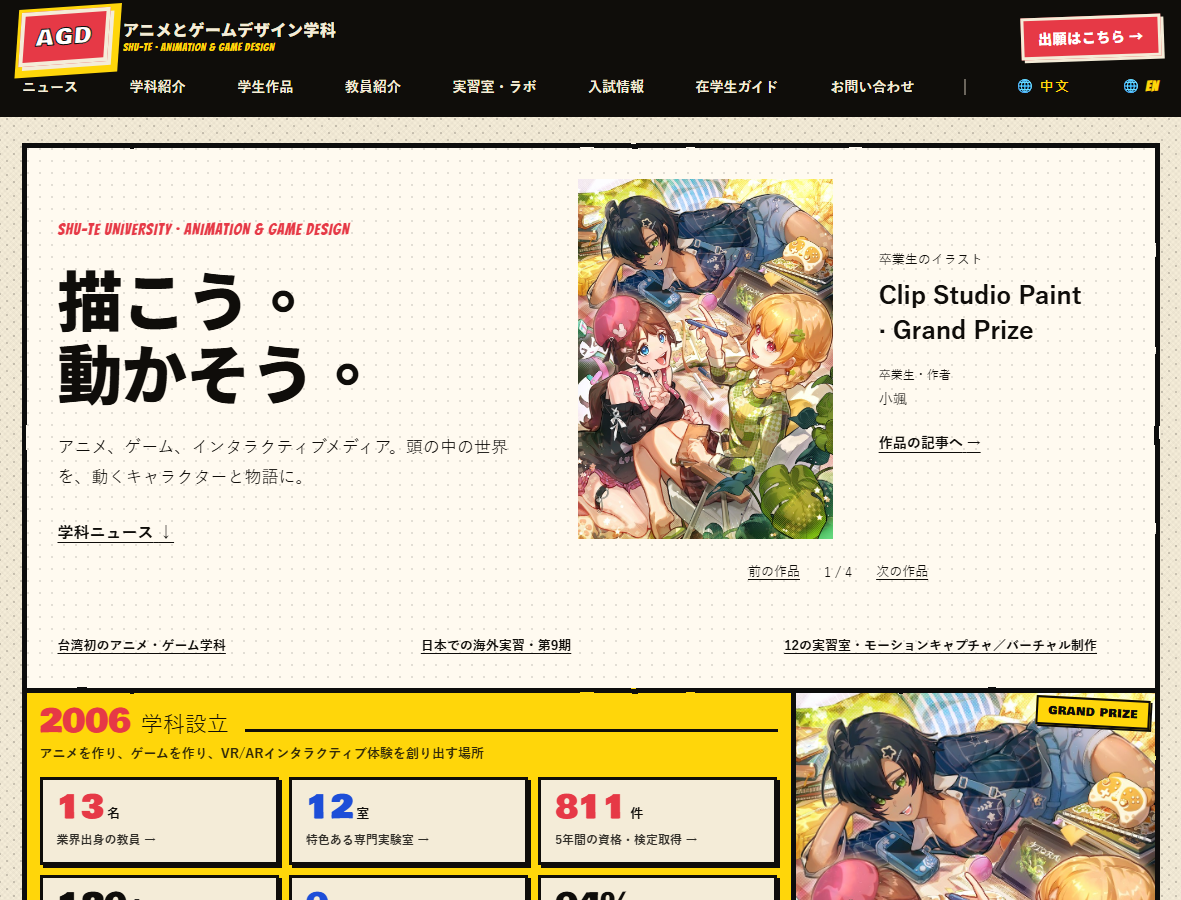 AGD
アニメとゲームデザイン学科
SHU-TE · ANIMATION & GAME DESIGN
出願はこちら →
ニュース 学科紹介 学生作品 教員紹介 実習室・ラボ 入試情報 在学生ガイド お問い合わせ | 中文 EN
SHU-TE UNIVERSITY · ANIMATION & GAME DESIGN
描こう。
動かそう。
アニメ、ゲーム、インタラクティブメディア。頭の中の世界
を、動くキャラクターと物語に。
学科ニュース ↓
卒業生のイラスト
Clip Studio Paint
· Grand Prize
卒業生・作者
小颯
作品の記事へ →
前の作品 1 / 4 次の作品
台湾初のアニメ・ゲーム学科 日本での海外実習・第9期 12の実習室・モーションキャプチャ／バーチャル制作
2006 学科設立
アニメを作り、ゲームを作り、VR/ARインタラクティブ体験を創り出す場所
GRAND PRIZE
13名
業界出身の教員 →
12室
特色ある専門実験室 →
811 件
5年間の資格・検定取得 →